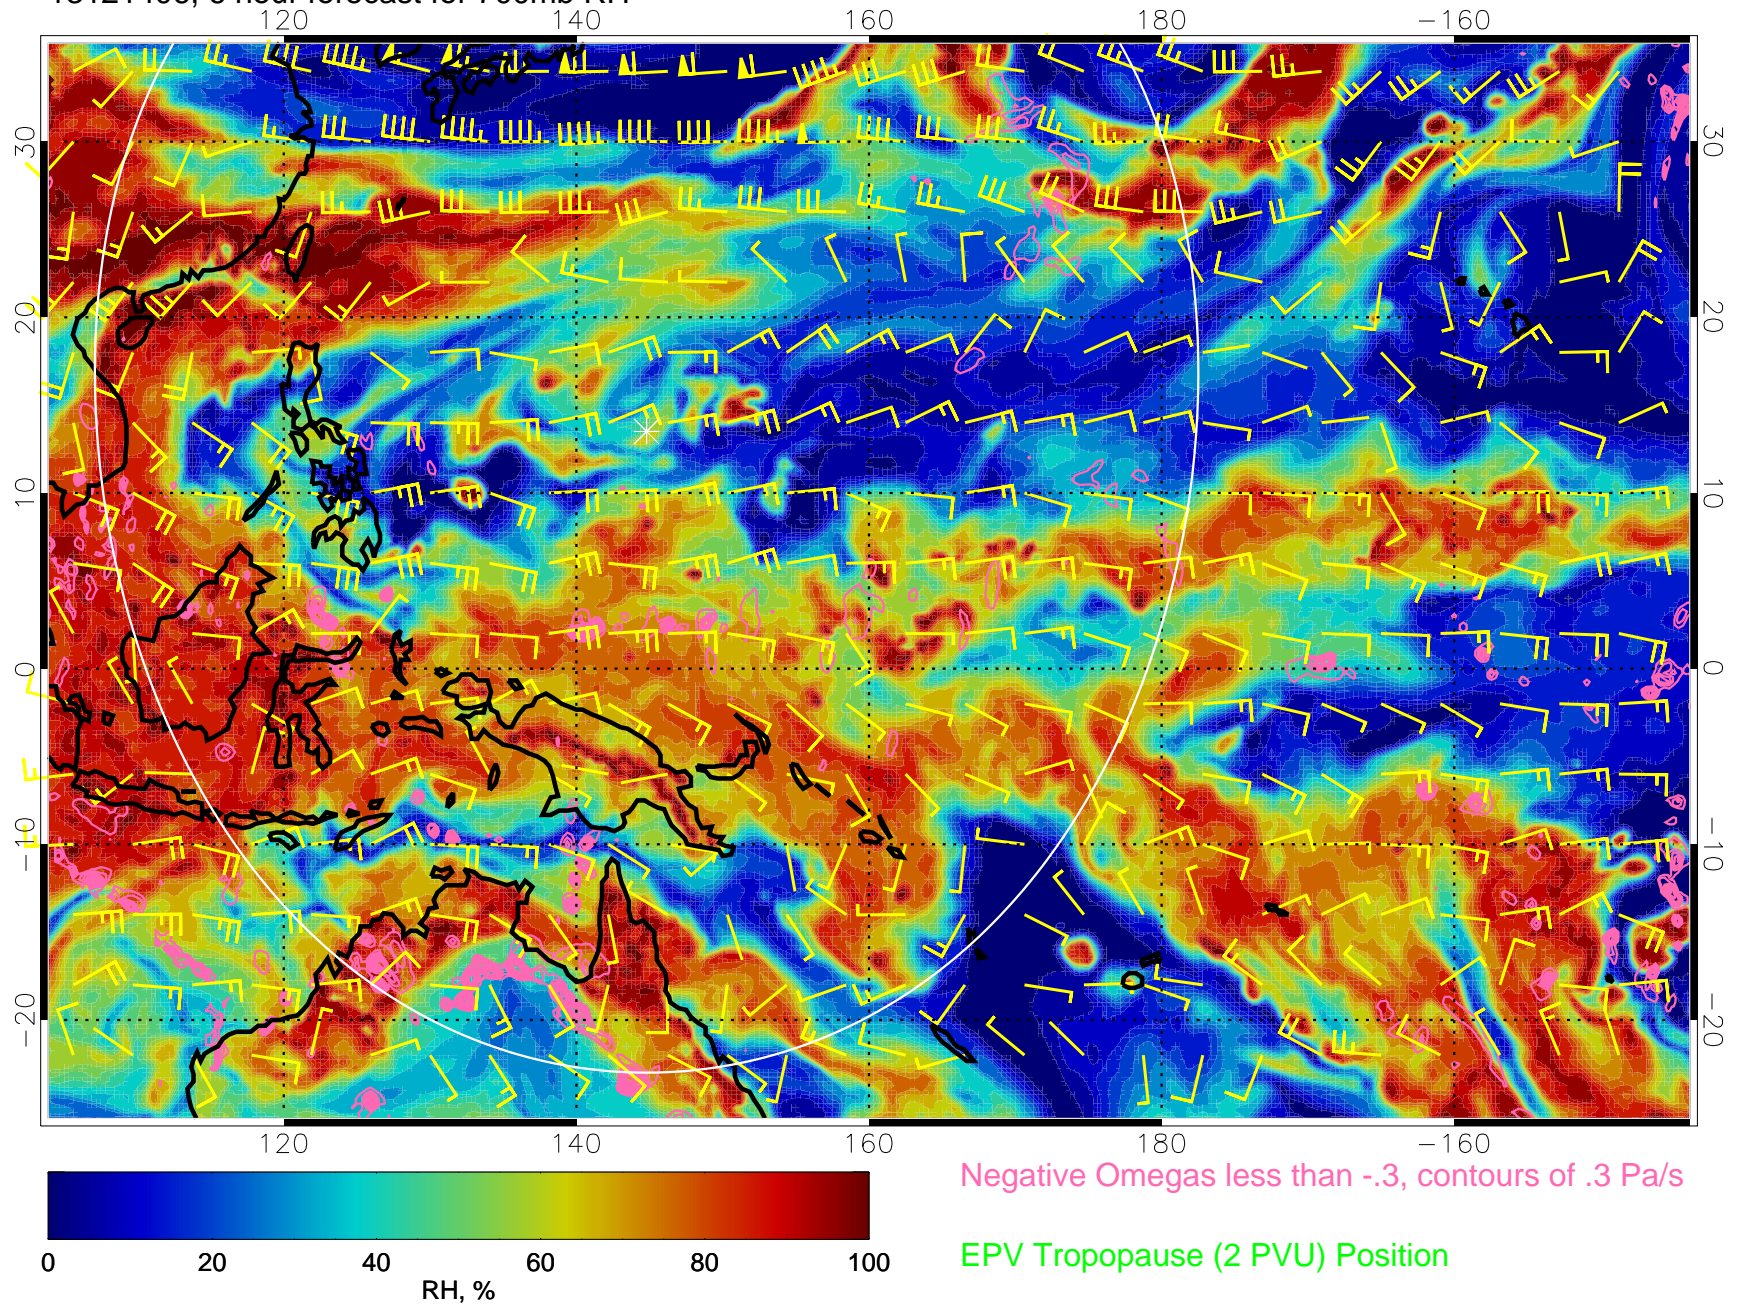 120 140 160 180 -160
30 30
20 20
10 10
0 0
-10 -10
-20 -20
120 140 160 180 -160
Negative Omegas less than -.3, contours of .3 Pa/s
EPV Tropopause (2 PVU) Position
0 20 40 60 80 100
RH, %